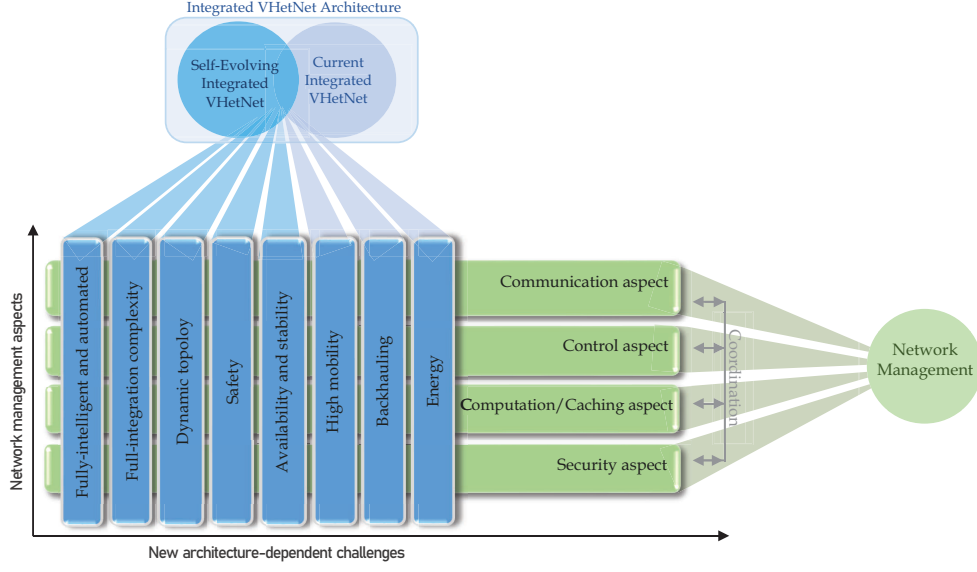 Integrated VHetNet Architecture
Self-Evolving
Integrated
VHetNet
Current
Integrated
VHetNet
Network management aspects
Fully-intelligent and automated
Full-integration complexity
Dynamic topoloy
Safety
Availability and stability
High mobility
Backhauling
Energy
Communication aspect
Control aspect
Computation/Caching aspect
Security aspect
Coordination
Network
Management
New architecture-dependent challenges